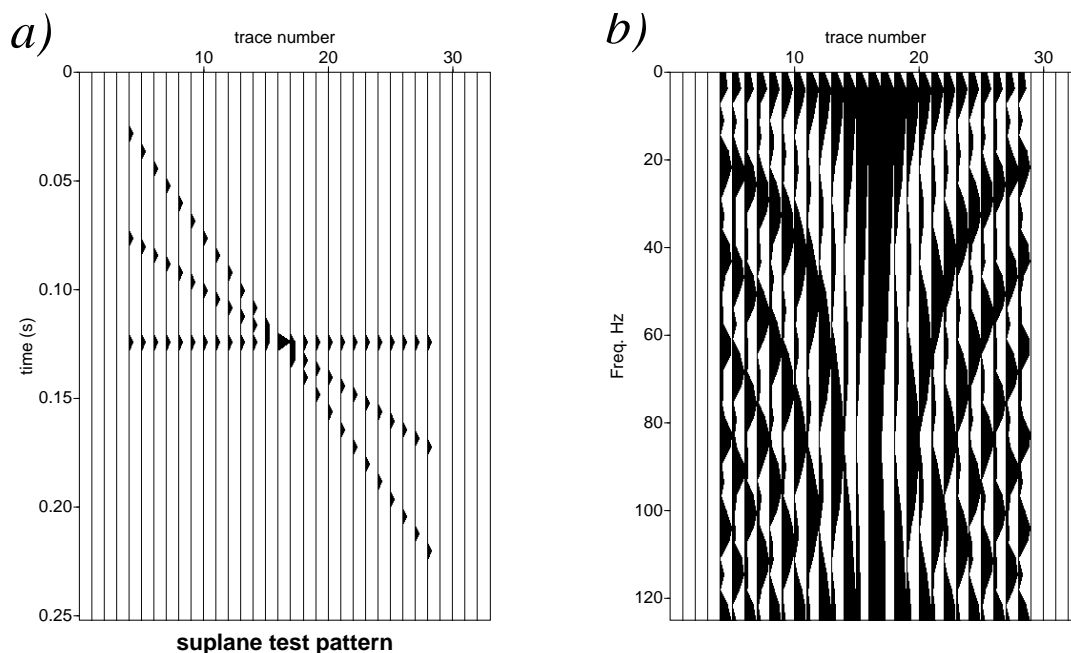 a)
trace number
10 20 30
0
0.05
0.10
0.15
0.20
0.25
time (s)
suplane test pattern
b)
trace number
10 20 30
0
20
40
60
80
100
120
Freq. Hz